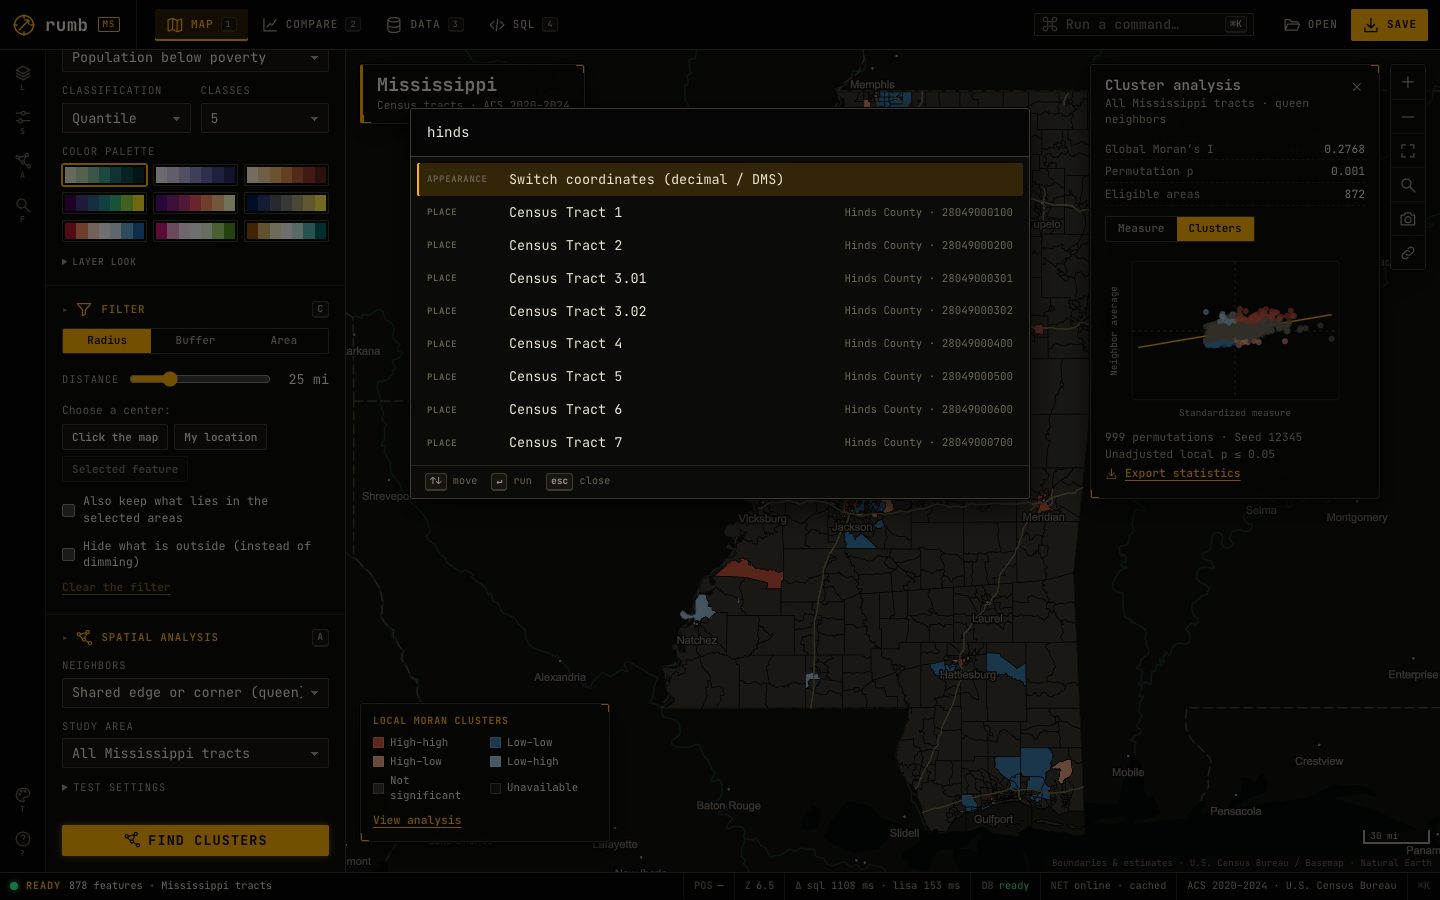 rumb MS
MAP 1
COMPARE 2
DATA 3
SQL 4
Run a command… ⌘K
OPEN
SAVE
L
S
A
F
T
?
Population below poverty
CLASSIFICATION
CLASSES
Quantile
5
COLOR PALETTE
LAYER LOOK
FILTER C
Radius
Buffer
Area
DISTANCE 25 mi
Choose a center:
Click the map
My location
Selected feature
Also keep what lies in the
selected areas
Hide what is outside (instead of
dimming)
Clear the filter
SPATIAL ANALYSIS A
NEIGHBORS
Shared edge or corner (queen)
STUDY AREA
All Mississippi tracts
TEST SETTINGS
FIND CLUSTERS
Mississippi
Census tracts · ACS 2020–2024
hinds
APPEARANCE Switch coordinates (decimal / DMS)
PLACE Census Tract 1 Hinds County · 28049000100
PLACE Census Tract 2 Hinds County · 28049000200
PLACE Census Tract 3.01 Hinds County · 28049000301
PLACE Census Tract 3.02 Hinds County · 28049000302
PLACE Census Tract 4 Hinds County · 28049000400
PLACE Census Tract 5 Hinds County · 28049000500
PLACE Census Tract 6 Hinds County · 28049000600
PLACE Census Tract 7 Hinds County · 28049000700
↑↓ move ↵ run esc close
Cluster analysis
All Mississippi tracts · queen
neighbors
Global Moran’s I 0.2768
Permutation p 0.001
Eligible areas 872
Measure
Clusters
Neighbor average
Standardized measure
999 permutations · Seed 12345
Unadjusted local p ≤ 0.05
Export statistics
Memphis
upelo
arkana
Shrevepo
Vicksburg
Jackson
Meridian
Selma
Montgomery
Natchez
Laurel
Hattiesburg
Alexandria
Enterprise
Mobile
Crestview
Pensacola
Baton Rouge
Gulfport
Slidell
Lafayette
mont
Panam
LOCAL MORAN CLUSTERS
High-high
Low-low
High-low
Low-high
Not
significant
Unavailable
View analysis
30 mi
Boundaries & estimates · U.S. Census Bureau / Basemap · Natural Earth
READY 878 features · Mississippi tracts
POS —
Z 6.5
Δ sql 1108 ms · lisa 153 ms
DB ready
NET online · cached
ACS 2020–2024 · U.S. Census Bureau
⌘K